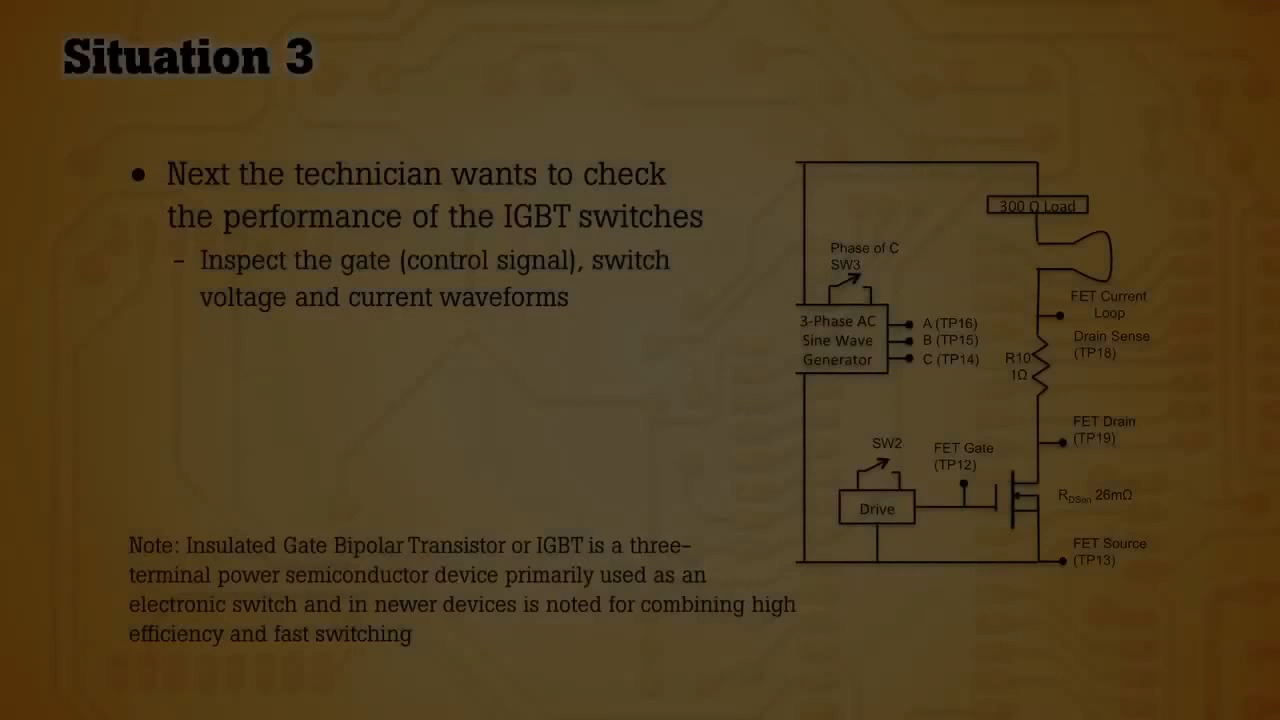 Situation 3
• Next the technician wants to check
the performance of the IGBT switches
– Inspect the gate (control signal), switch
voltage and current waveforms
Note: Insulated Gate Bipolar Transistor or IGBT is a three–
terminal power semiconductor device primarily used as an
electronic switch and in newer devices is noted for combining high
efficiency and fast switching
300 Ω Load
Phase of C
SW3
FET Current
Loop
3-Phase AC
Sine Wave
Generator
A (TP16)
B (TP15)
C (TP14)
Drain Sense
(TP18)
R10
1Ω
FET Drain
(TP19)
SW2
FET Gate
(TP12)
Drive
RDSon 26mΩ
FET Source
(TP13)